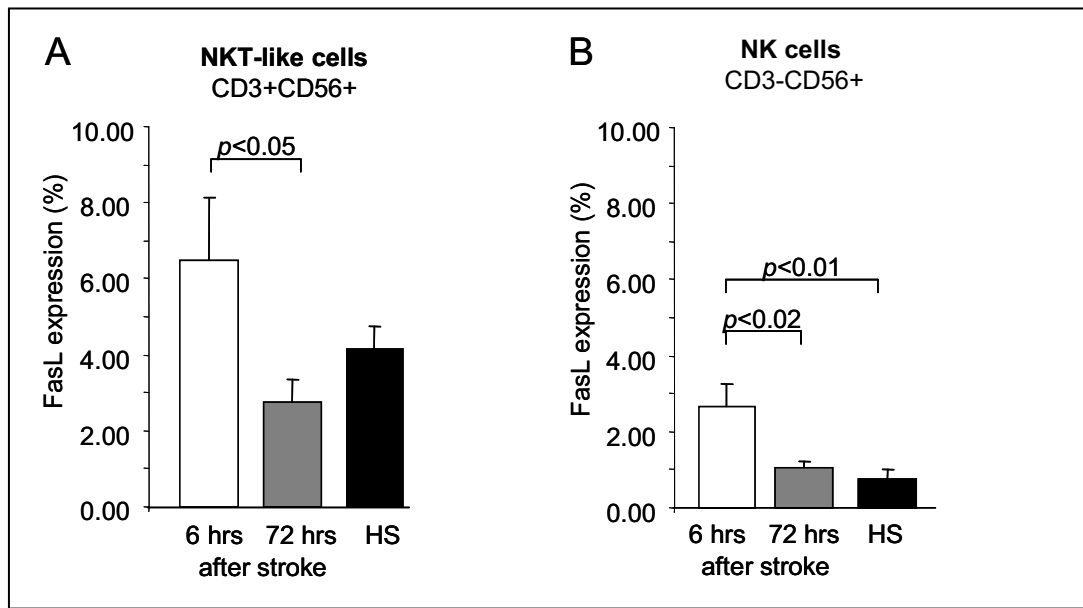 A
NKT-like cells
CD3+CD56+
FasL expression (%)
10.00
8.00
6.00
4.00
2.00
0.00
p<0.05
6 hrs 72 hrs HS
after stroke
B
NK cells
CD3-CD56+
FasL expression (%)
10.00
8.00
6.00
4.00
2.00
0.00
p<0.01
p<0.02
6 hrs 72 hrs HS
after stroke